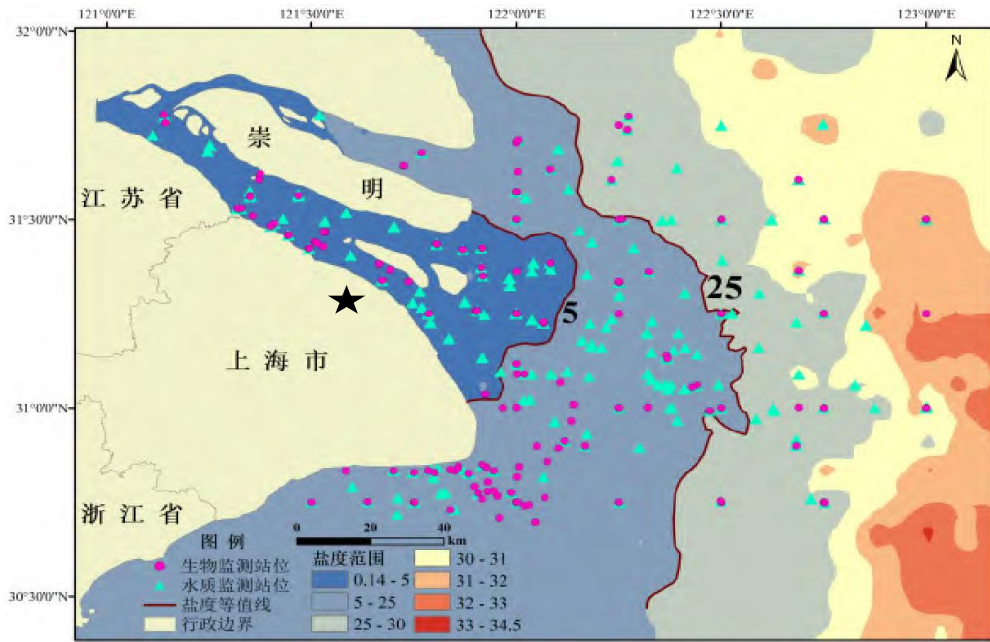 121°0'0"E 121°30'0"E 122°0'0"E 122°30'0"E 123°0'0"E
32°0'0"N
N
崇
明
江苏省
31°30'0"N
25
5
上海市
31°0'0"N
浙江省
0 20 40
km
图例
生物监测站位
水质监测站位
盐度等值线
行政边界
盐度范围
0.14 - 5
5 - 25
25 - 30
30 - 31
31 - 32
32 - 33
33 - 34.5
30°30'0"N